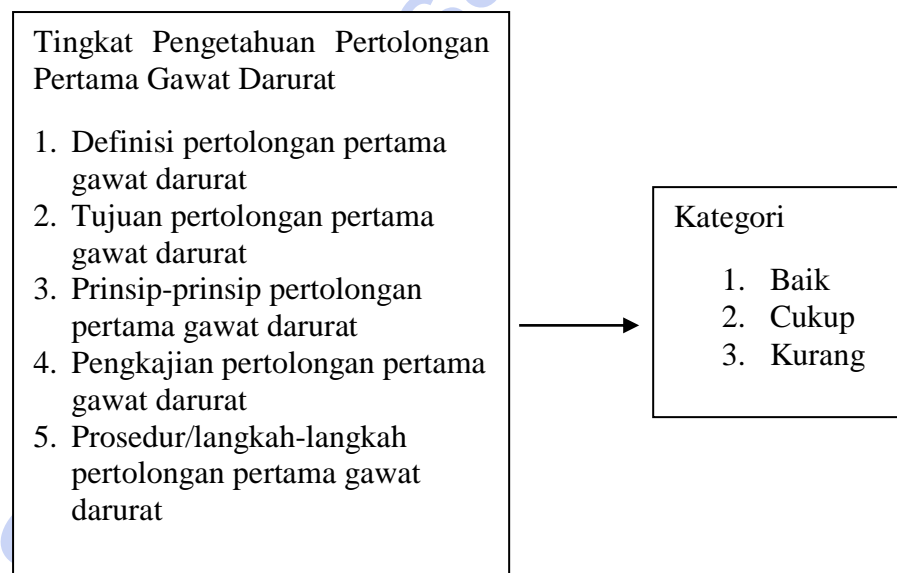 Tingkat Pengetahuan Pertolongan
Pertama Gawat Darurat
1. Definisi pertolongan pertama
gawat darurat
2. Tujuan pertolongan pertama
gawat darurat
3. Prinsip-prinsip pertolongan
pertama gawat darurat
4. Pengkajian pertolongan pertama
gawat darurat
5. Prosedur/langkah-langkah
pertolongan pertama gawat
darurat
Kategori
1. Baik
2. Cukup
3. Kurang